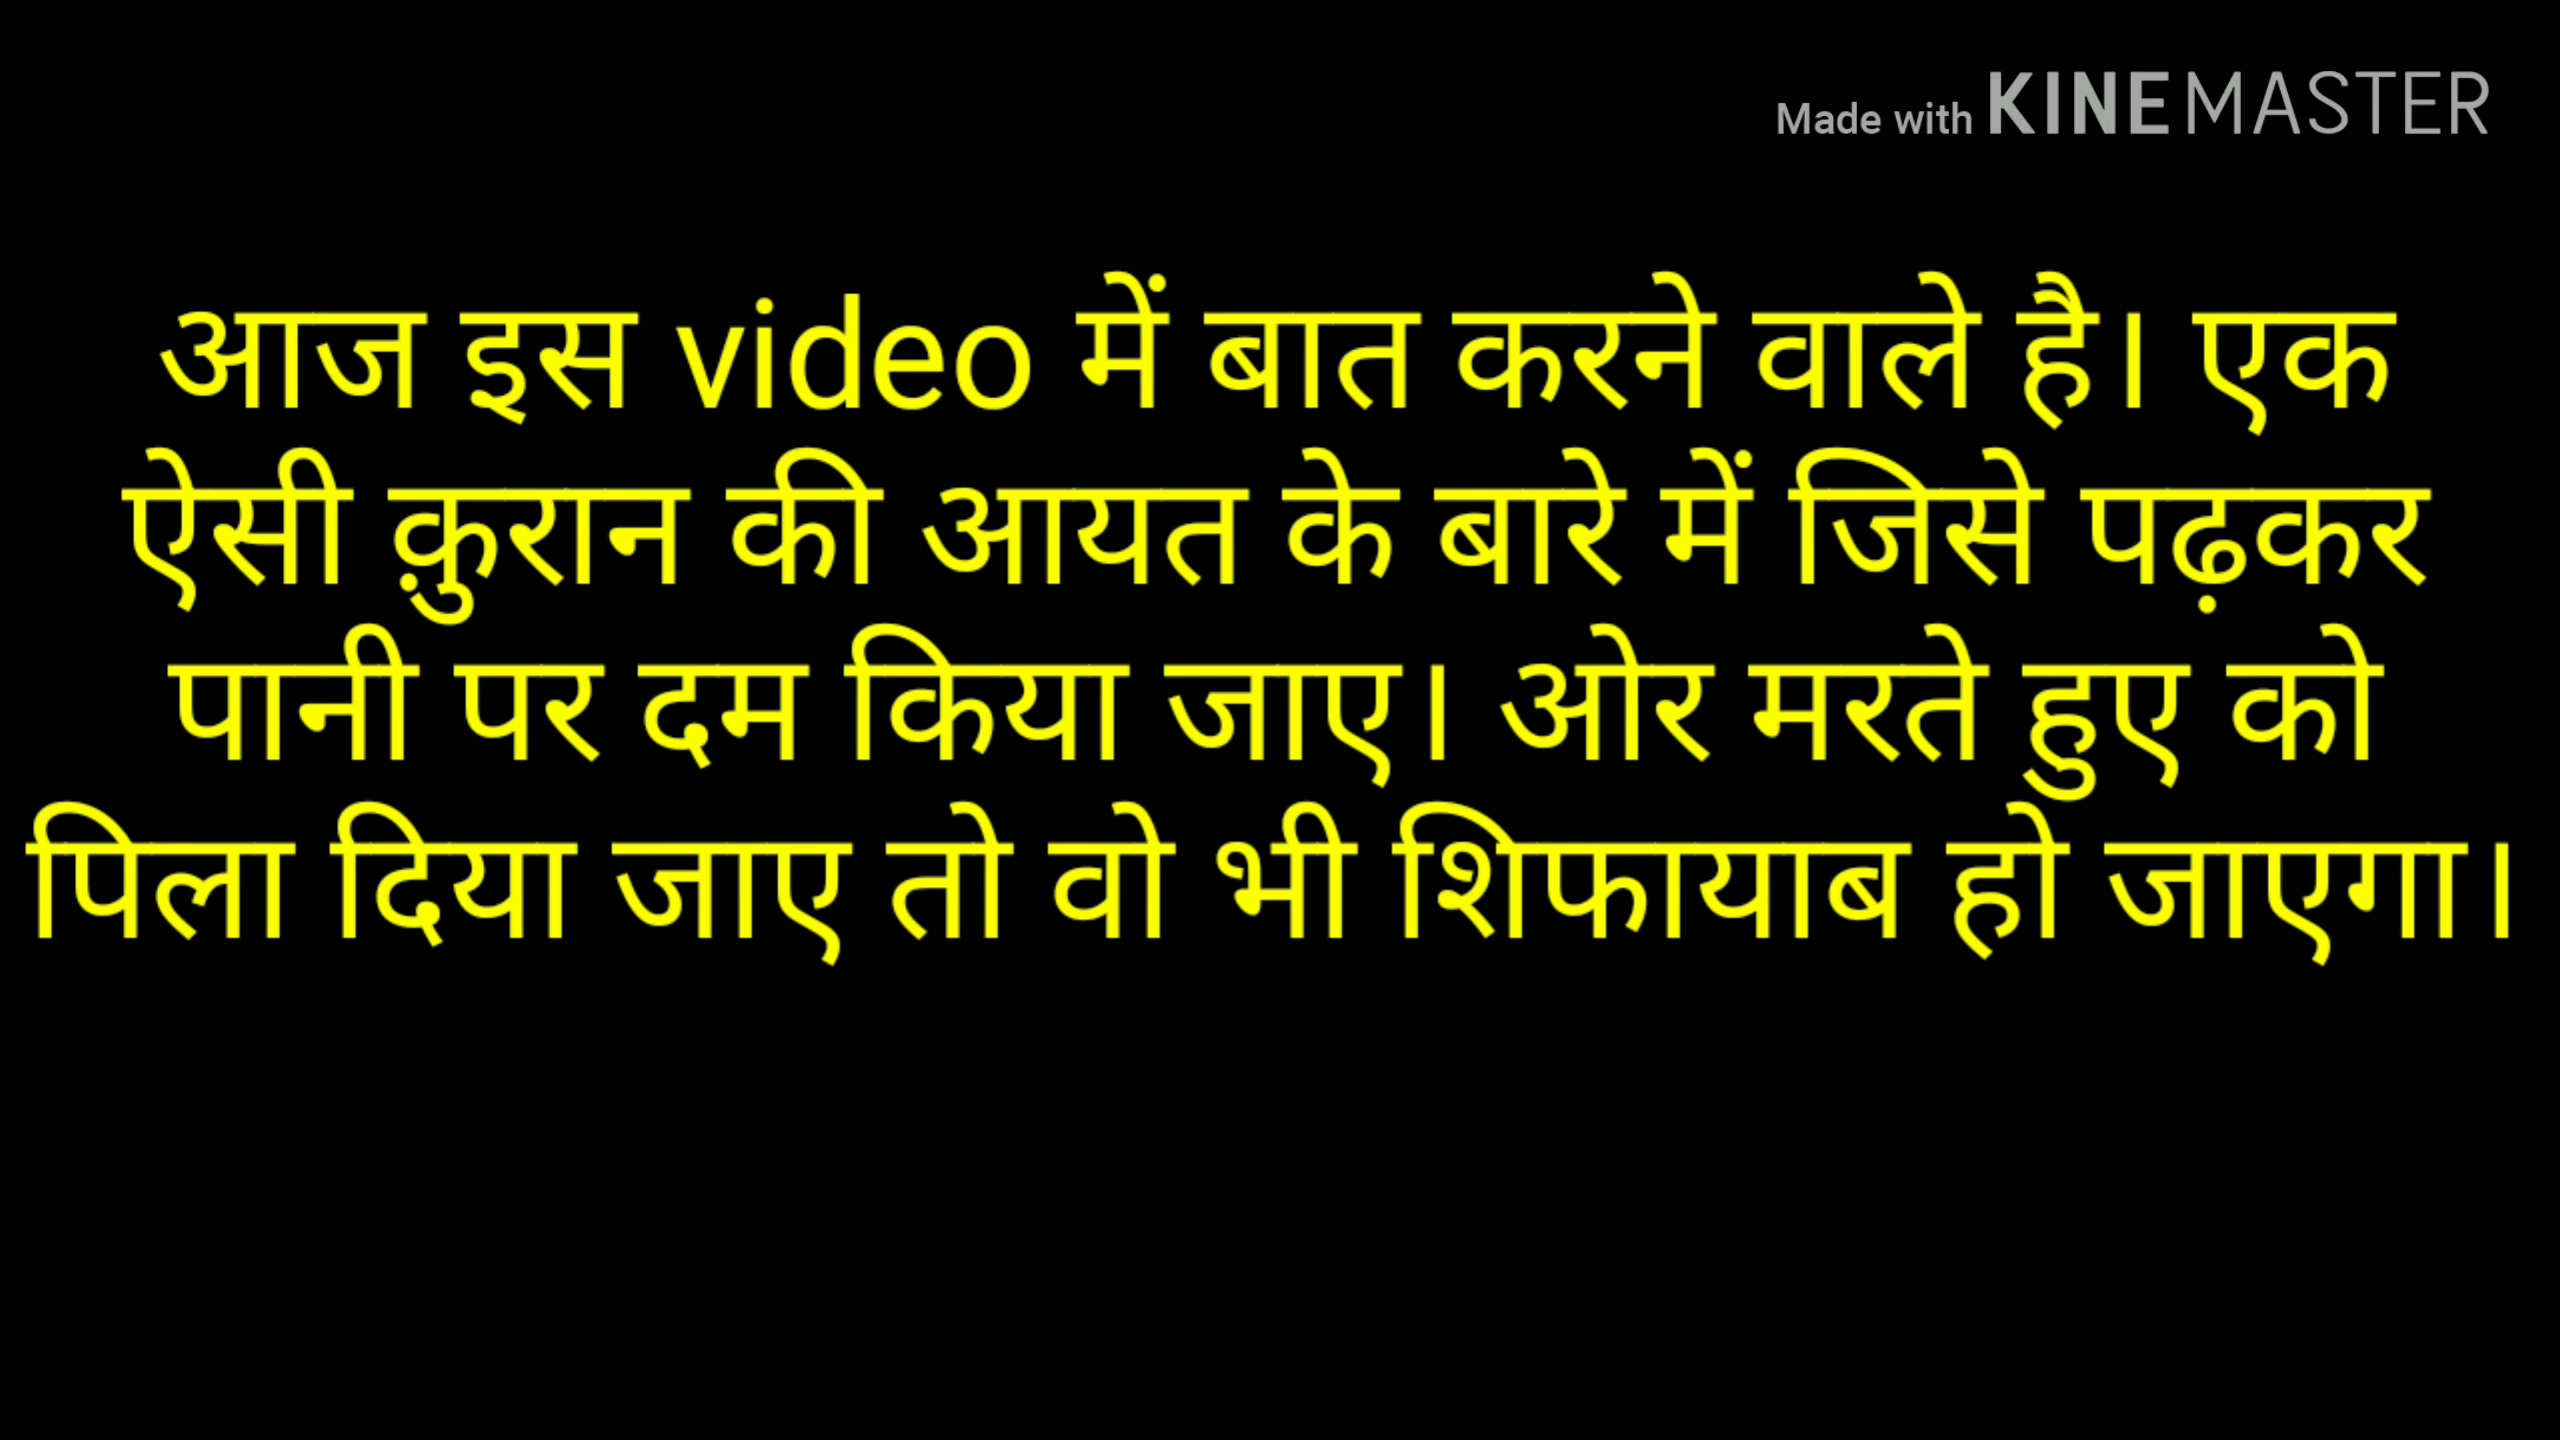 Made with KINEMASTER
आज इस video में बात करने वाले है। एक
ऐसी क़ुरान की आयत के बारे में जिसे पढ़कर
पानी पर दम किया जाए। ओर मरते हुए को
पिला दिया जाए तो वो भी शिफायाब हो जाएगा।